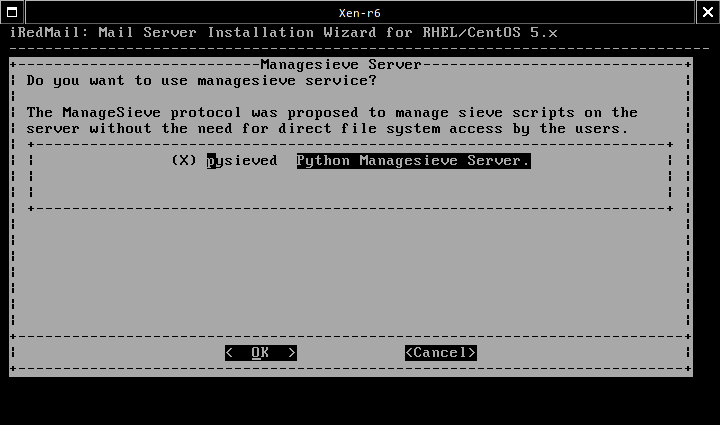 Xen-r6
iRedMail: Mail Server Installation Wizard for RHEL/CentOS 5.x
Managesieve Server
Do you want to use managesieve service?
The ManageSieve protocol was proposed to manage sieve scripts on the
server without the need for direct file system access by the users.
(X) pysieved  Python Managesieve Server.
<  OK  >  <Cancel>